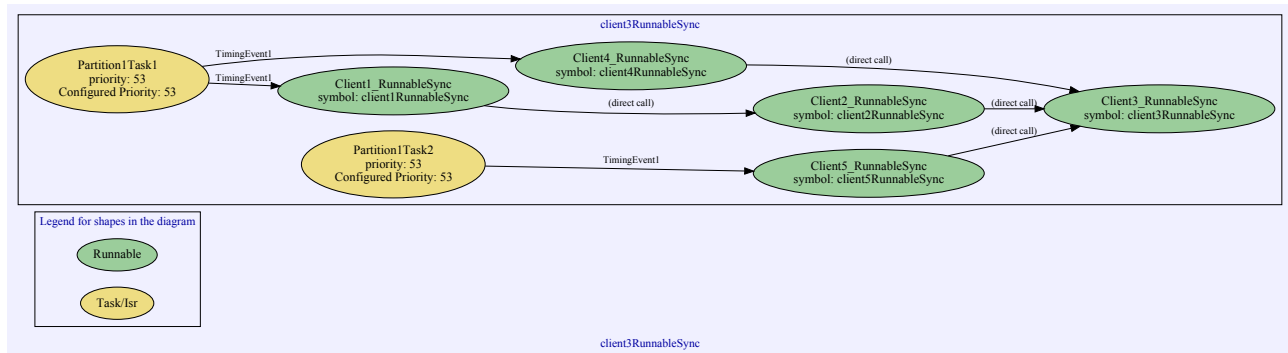 client3RunnableSync
Partition1Task1
priority: 53
Configured Priority: 53
TimingEvent1
TimingEvent1
Client4_RunnableSync
symbol: client4RunnableSync
(direct call)
Client1_RunnableSync
symbol: client1RunnableSync
(direct call)
Client2_RunnableSync
symbol: client2RunnableSync
(direct call)
Client3_RunnableSync
symbol: client3RunnableSync
(direct call)
Partition1Task2
priority: 53
Configured Priority: 53
TimingEvent1
Client5_RunnableSync
symbol: client5RunnableSync
Legend for shapes in the diagram
Runnable
Task/Isr
client3RunnableSync